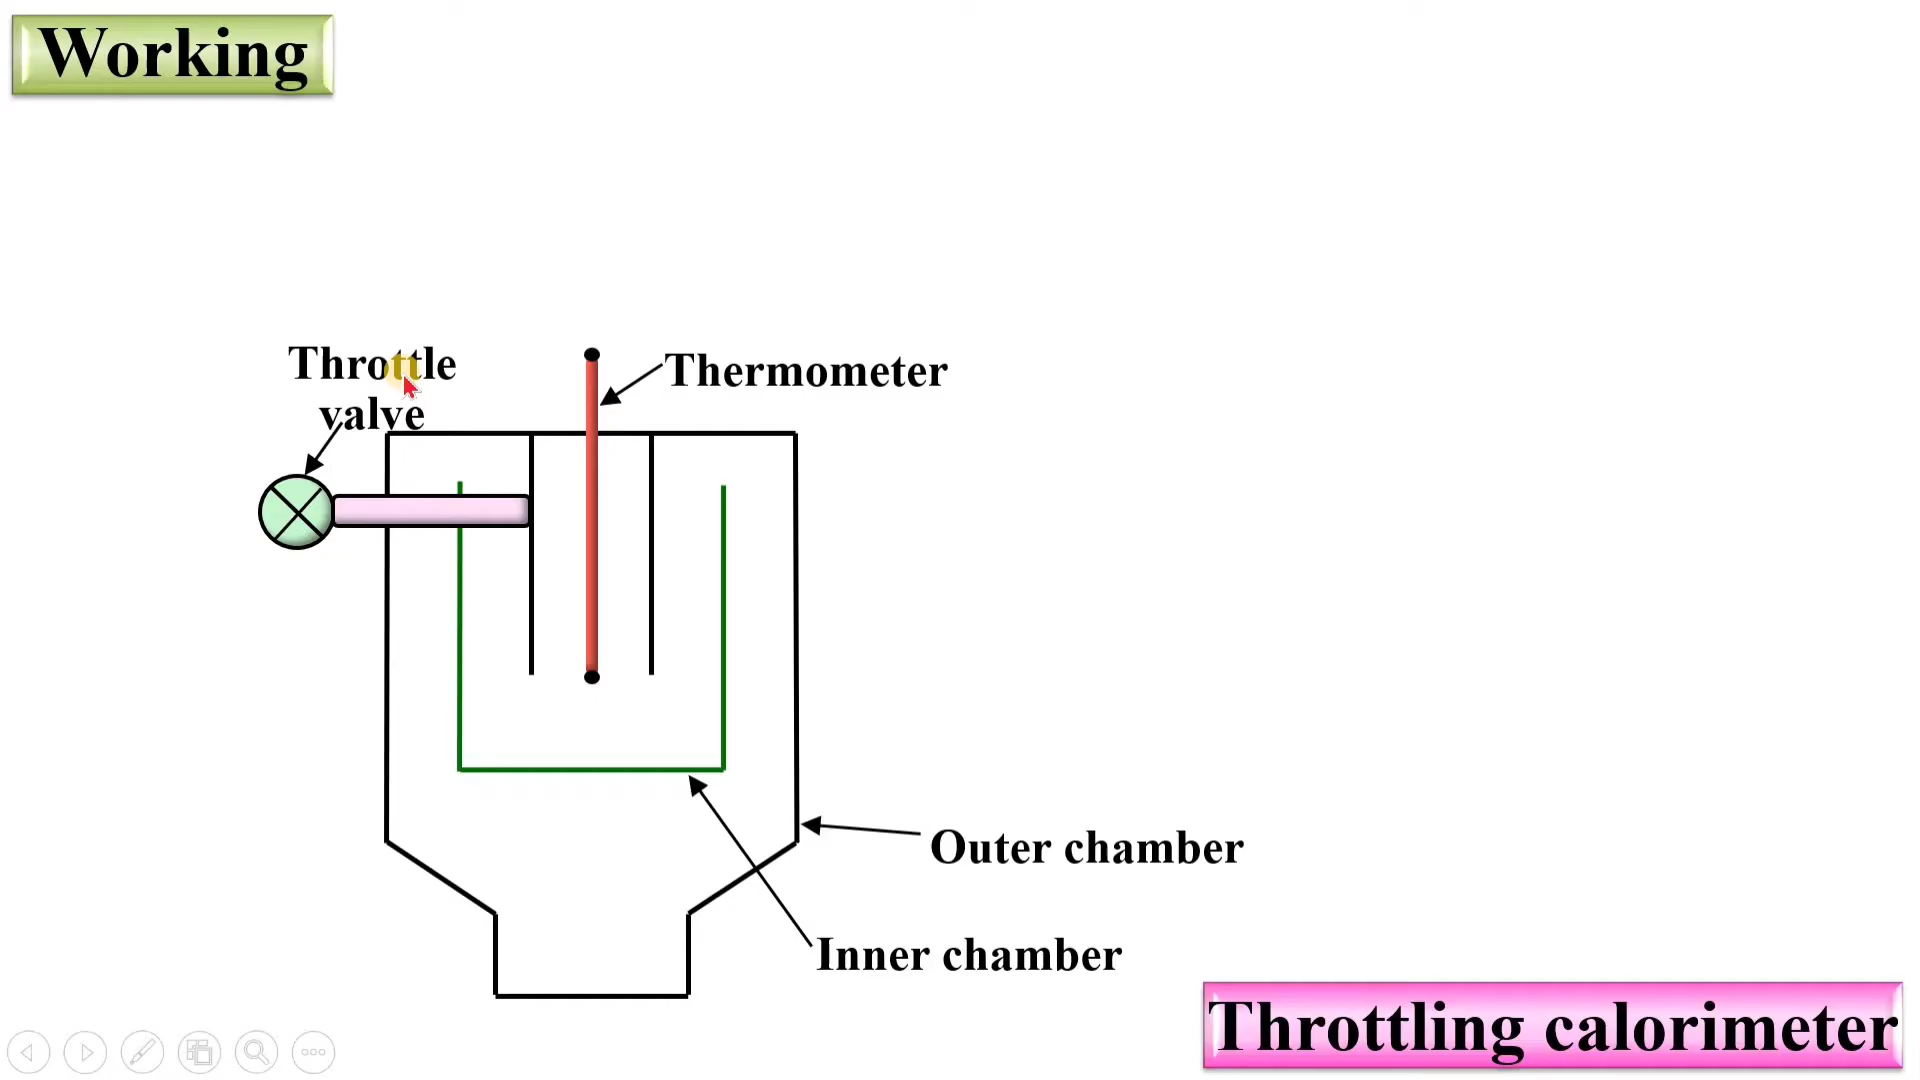 Working
Throttle
valve
Thermometer
Outer chamber
Inner chamber
Throttling calorimeter